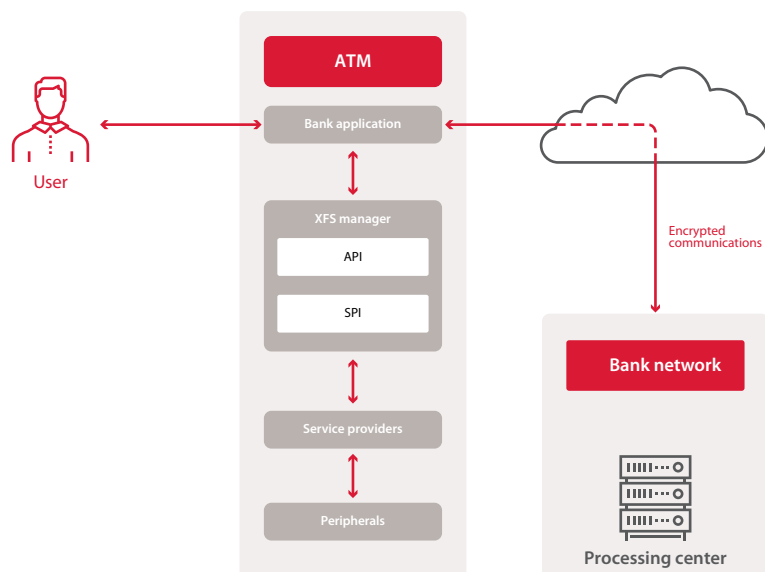 ATM
Bank application
User
XFS manager
API
SPI
Encrypted
communications
Bank network
Service providers
Peripherals
Processing center